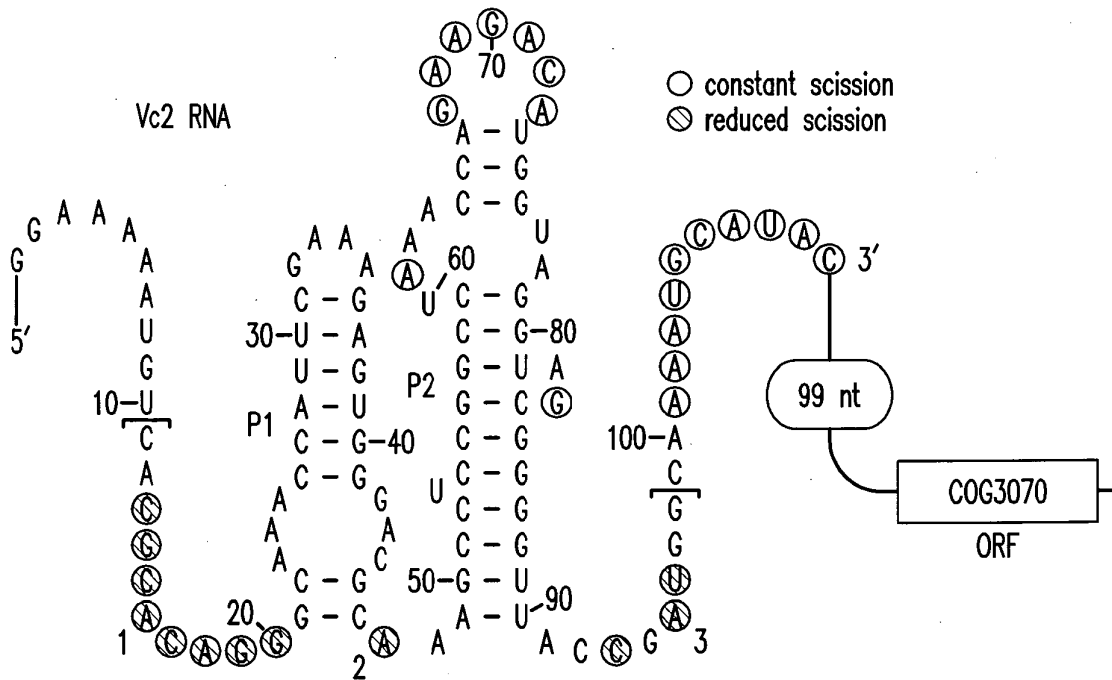 A G A
A A 70 C
G A
Vc2 RNA
constant scission
reduced scission
A – U
C – G
C – G
G G A A A
A A A U G U
5′
10
C A C G C A
1
C A G G
20
G A A A
C – G
30 – U – A
U – G
A – U
C – G – 40
C G
P1
A A A
G A C
C – G
G – C
2
A A
A A A
U 60
C – G
C – G – 80
G – U
G – C
C – G
C – G
U
C – G
50 – G – U
A – U 90
P2
U A
A G
A C C G
A U G G
3
C A
100
A A A U G
C A U A C 3′
99 nt
COG3070
ORF